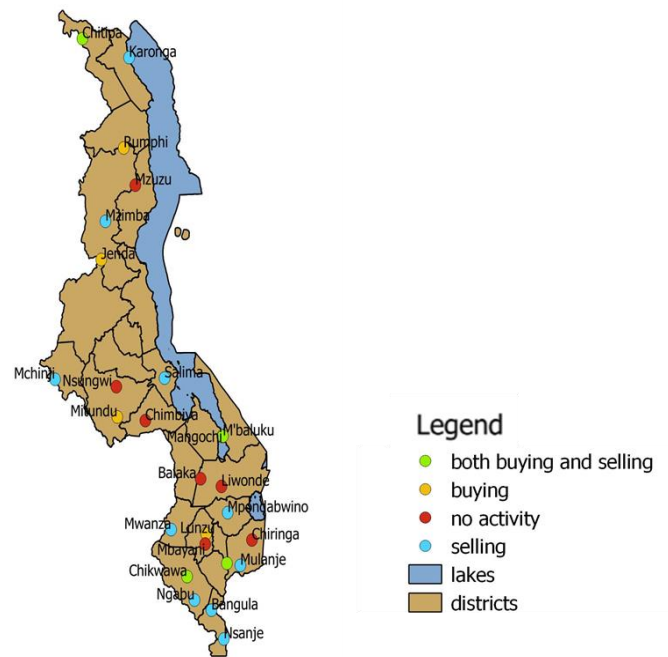 Chitipa
Karonga
Rumphi
Mzuzu
Mzimba
Jenda
Mchinji
Nsungwi
Salima
Mitundu
Chimbiya
Mangochi
M'baluku
Balaka
Liwonde
Mpondabwino
Mwanza
Lunzu
Chiringa
Mbayani
Chikwawa
Mulanje
Ngabu
Bangula
Nsanje
Legend
both buying and selling
buying
no activity
selling
lakes
districts